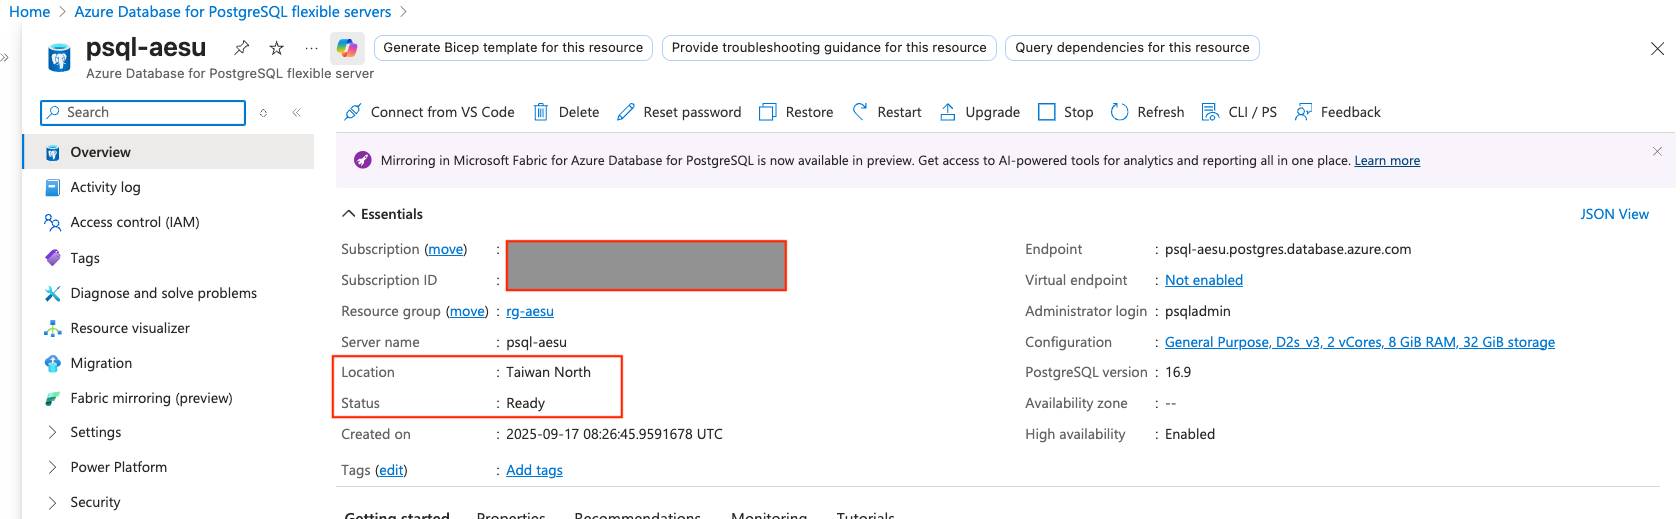 Home > Azure Database for PostgreSQL flexible servers >
psql-aesu
Generate Bicep template for this resource
Provide troubleshooting guidance for this resource
Query dependencies for this resource
Azure Database for PostgreSQL flexible server
Search
Connect from VS Code
Delete
Reset password
Restore
Restart
Upgrade
Stop
Refresh
CLI / PS
Feedback
Overview
Activity log
Access control (IAM)
Tags
Diagnose and solve problems
Resource visualizer
Migration
Fabric mirroring (preview)
Settings
Power Platform
Security
Mirroring in Microsoft Fabric for Azure Database for PostgreSQL is now available in preview. Get access to AI-powered tools for analytics and reporting all in one place. Learn more
Essentials
JSON View
Subscription (move) :
Subscription ID :
Resource group (move) : rg-aesu
Server name : psql-aesu
Location : Taiwan North
Status : Ready
Created on : 2025-09-17 08:26:45.9591678 UTC
Tags (edit) : Add tags
Endpoint : psql-aesu.postgres.database.azure.com
Virtual endpoint : Not enabled
Administrator login : psqladmin
Configuration : General Purpose, D2s_v3, 2 vCores, 8 GiB RAM, 32 GiB storage
PostgreSQL version : 16.9
Availability zone : --
High availability : Enabled
Getting started
Properties
Recommendations
Monitoring
Tutorials